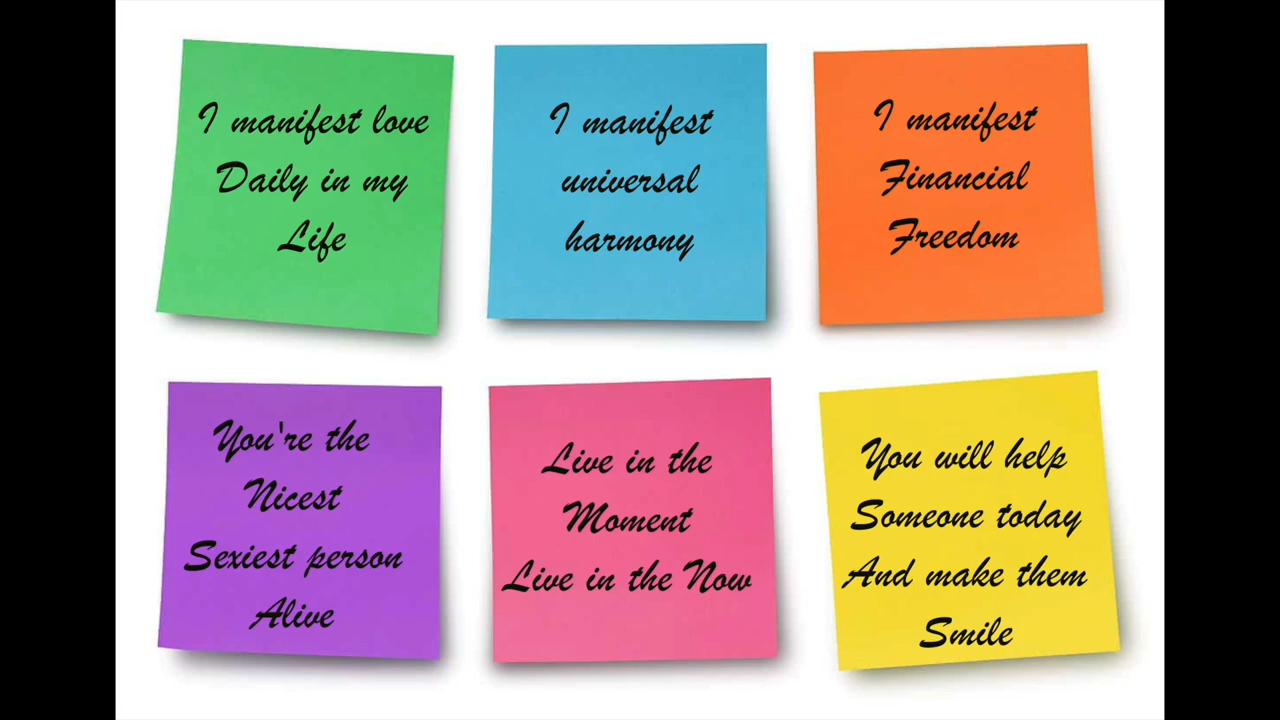 I manifest love
Daily in my
Life
I manifest
universal
harmony
I manifest
Financial
Freedom
You're the
Nicest
Sexiest person
Alive
Live in the
Moment
Live in the Now
You will help
Someone today
And make them
Smile